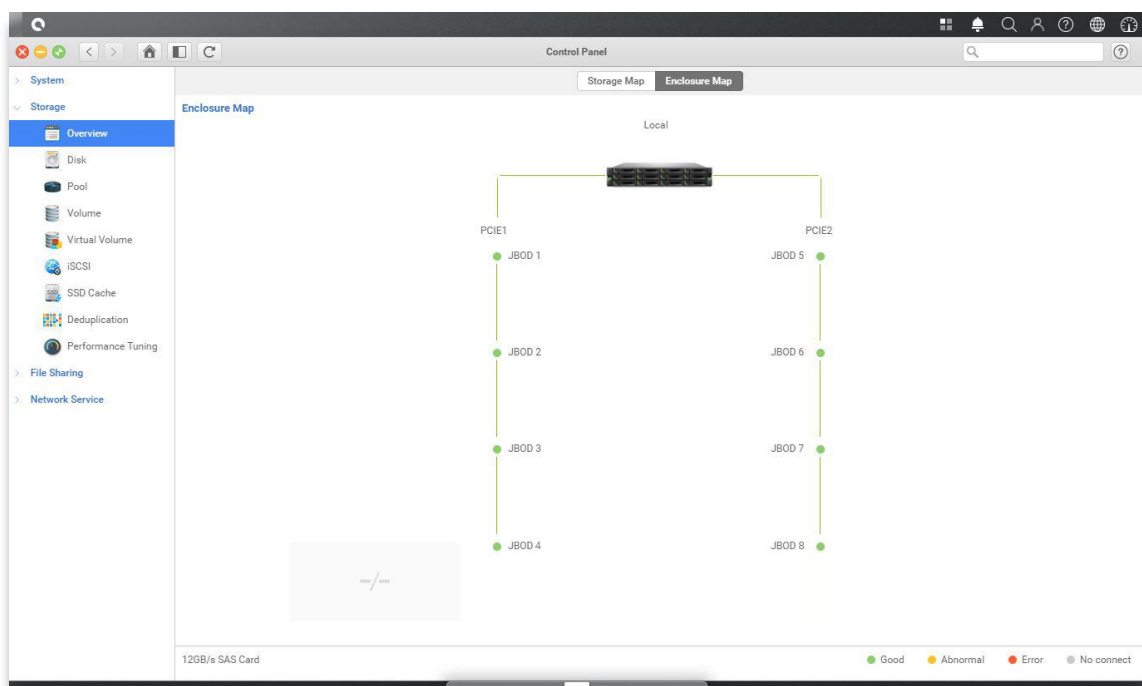 Control Panel
System
Storage
Overview
Disk
Pool
Volume
Virtual Volume
iSCSI
SSD Cache
Deduplication
Performance Tuning
File Sharing
Network Service
Storage Map Enclosure Map
Enclosure Map
Local
PCIE1 PCIE2
JBOD 1 JBOD 5
JBOD 2 JBOD 6
JBOD 3 JBOD 7
JBOD 4 JBOD 8
-/-
12GB/s SAS Card Good Abnormal Error No connect